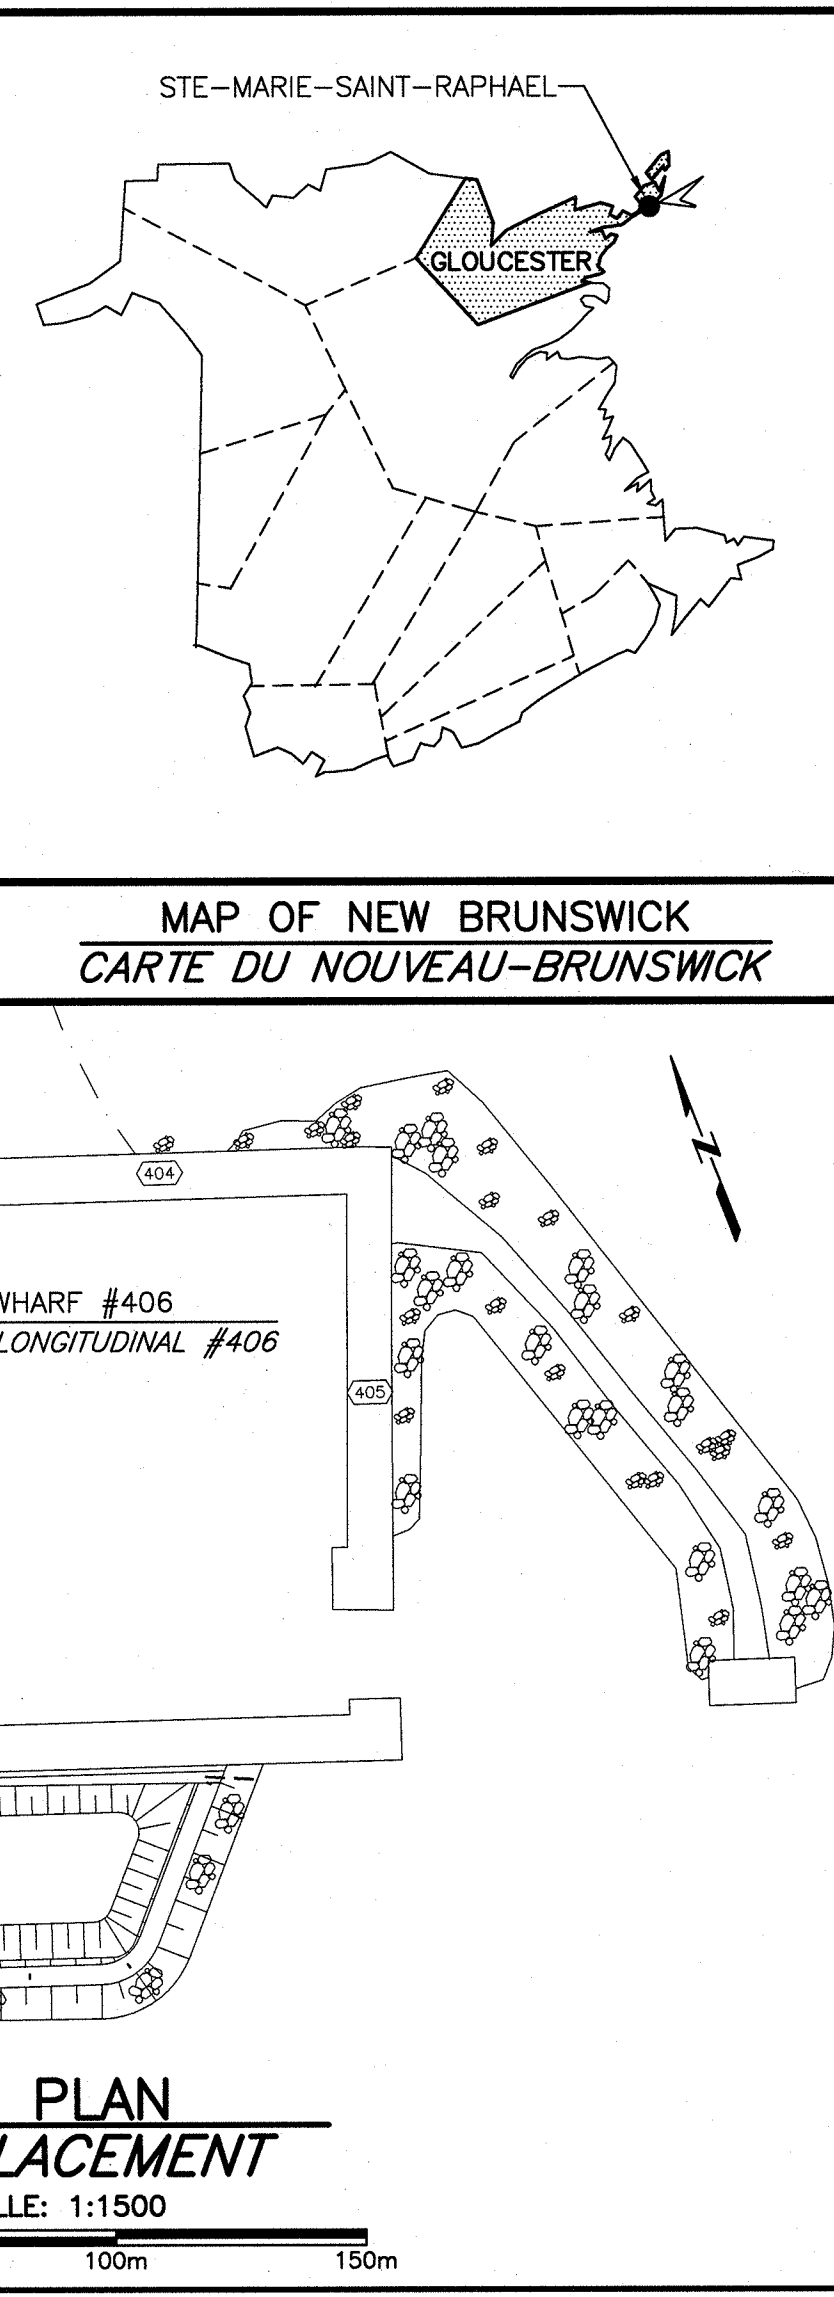 STE-MARIE-SAINT-RAPHAEL
GLOUCESTER
MAP OF NEW BRUNSWICK
CARTE DU NOUVEAU-BRUNSWICK
404
N
WHARF #406
LONGITUDINAL #406
405
PLAN
LACEMENT
LLE: 1:1500
100m 150m